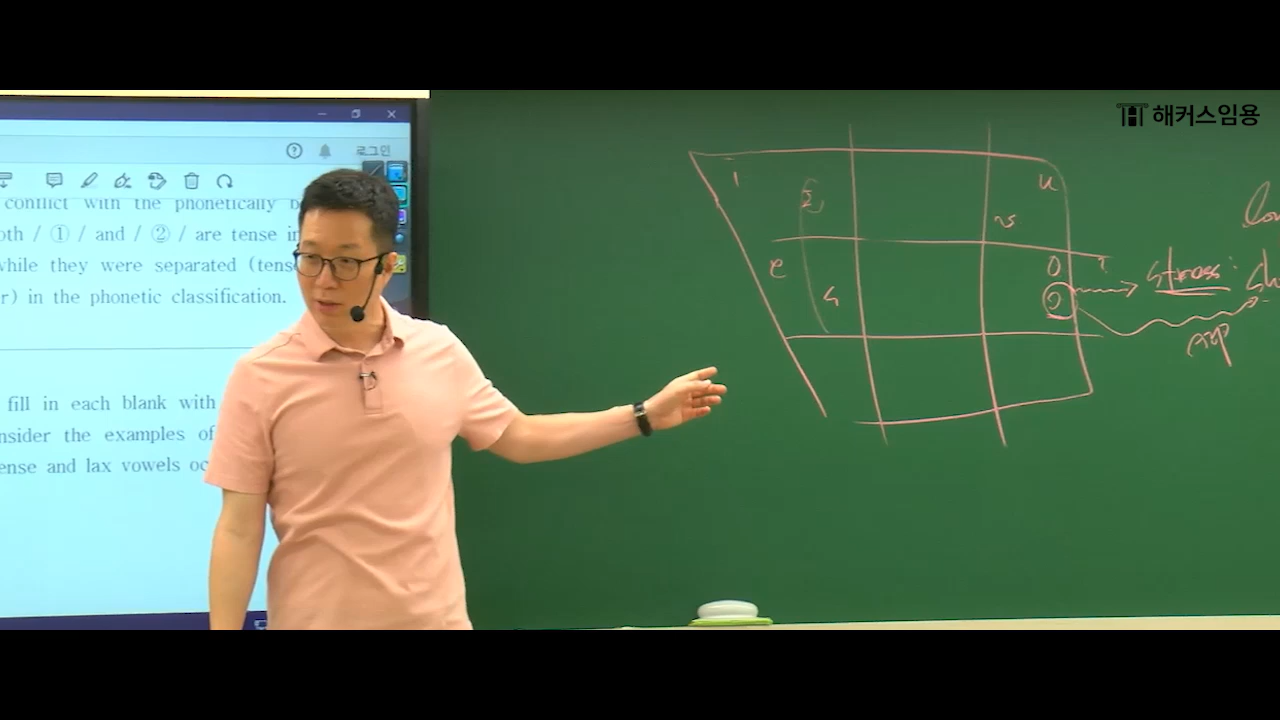 해커스임용
로그인
conflict with the phonetically b
oth / ① / and / ② / are tense in
while they were separated (tens
r) in the phonetic classification.
fill in each blank with
nsider the examples of
ense and lax vowels oc
i u
e o
stress: sh